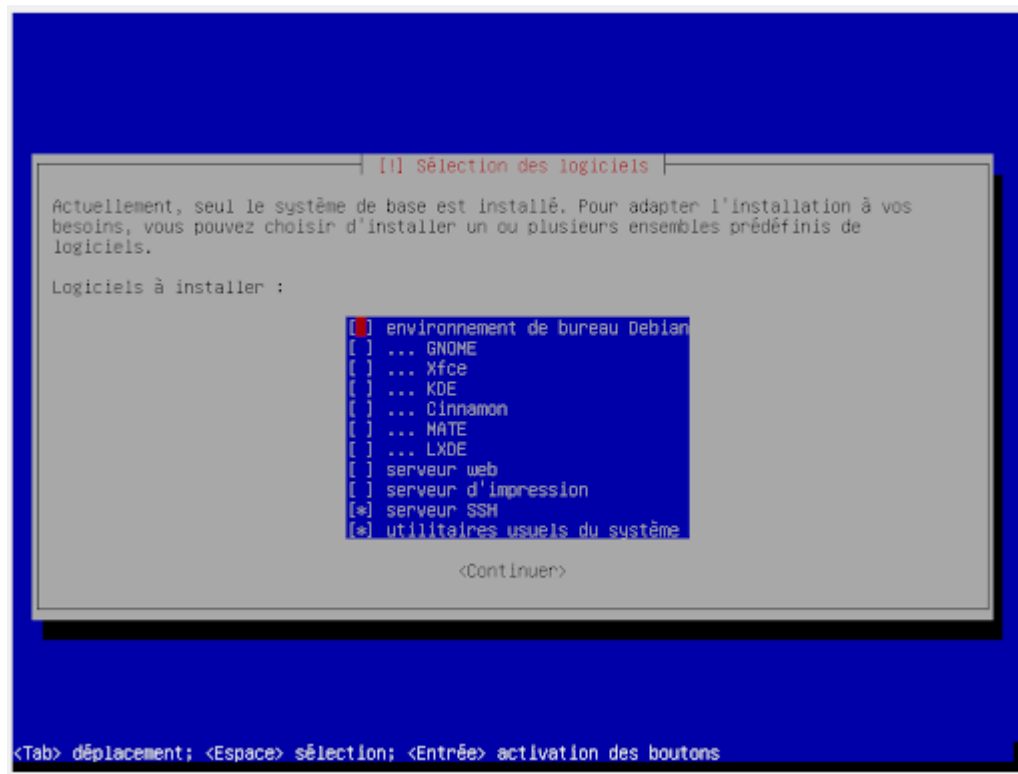 [!] Sélection des logiciels
Actuellement, seul le système de base est installé. Pour adapter l'installation à vos
besoins, vous pouvez choisir d'installer un ou plusieurs ensembles prédéfinis de
logiciels.
Logiciels à installer :
[ ] environnement de bureau Debian
[ ] ... GNOME
[ ] ... Xfce
[ ] ... KDE
[ ] ... Cinnamon
[ ] ... MATE
[ ] ... LXDE
[ ] serveur web
[ ] serveur d'impression
[*] serveur SSH
[*] utilitaires usuels du système
<Continuer>
<Tab> déplacement; <Espace> sélection; <Entrée> activation des boutons